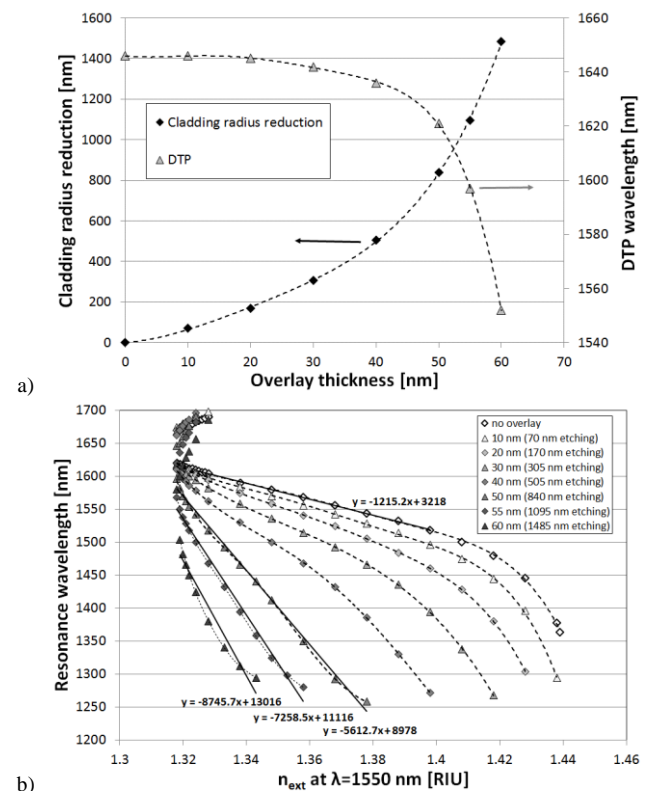 a)
1600
1400
1200
1000
800
600
400
200
0
Cladding radius reduction [nm]
Cladding radius reduction
DTP
1660
1640
1620
1600
1580
1560
1540
DTP wavelength [nm]
0 10 20 30 40 50 60 70
Overlay thickness [nm]
b)
1700
1650
1600
1550
1500
1450
1400
1350
1300
1250
1200
Resonance wavelength [nm]
no overlay
10 nm (70 nm etching)
20 nm (170 nm etching)
30 nm (305 nm etching)
40 nm (505 nm etching)
50 nm (840 nm etching)
55 nm (1095 nm etching)
60 nm (1485 nm etching)
y = -1215.2x+3218
y = -8745.7x+13016
y = -7258.5x+11116
y = -5612.7x+8978
1.3 1.32 1.34 1.36 1.38 1.4 1.42 1.44 1.46
next at λ=1550 nm [RIU]